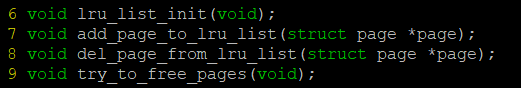 6 void lru_list_init(void);
7 void add_page_to_lru_list(struct page *page);
8 void del_page_from_lru_list(struct page *page);
9 void try_to_free_pages(void);